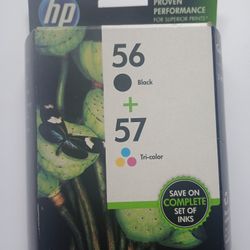 hp
PROVEN
PERFORMANCE
FOR SUPERIOR PRINTS
56
Black
+
57
Tri-color
SAVE ON
COMPLETE
SET OF
INKS